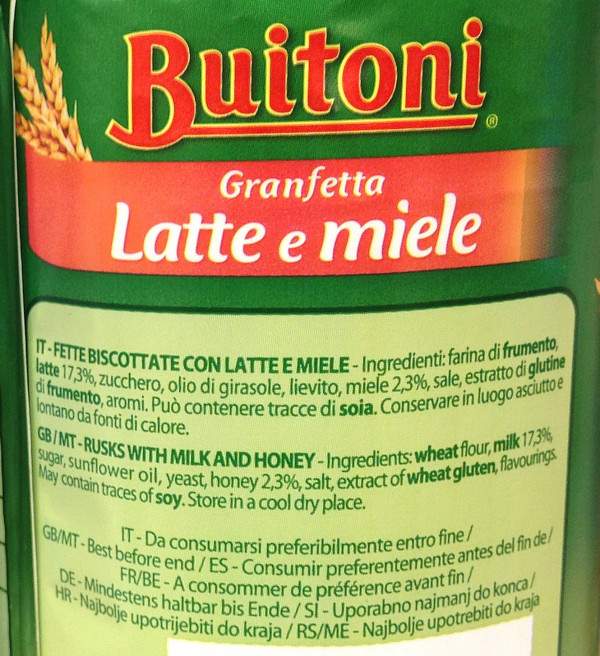 Buitoni ®
Granfetta
Latte e miele
IT - FETTE BISCOTTATE CON LATTE E MIELE - Ingredienti: farina di frumento,
latte 17,3%, zucchero, olio di girasole, lievito, miele 2,3%, sale, estratto di glutine
di frumento, aromi. Può contenere tracce di soia. Conservare in luogo asciutto e
lontano da fonti di calore.
GB / MT - RUSKS WITH MILK AND HONEY - Ingredients: wheat flour, milk 17,3%,
sugar, sunflower oil, yeast, honey 2,3%, salt, extract of wheat gluten, flavourings.
May contain traces of soy. Store in a cool dry place.
IT - Da consumarsi preferibilmente entro fine /
GB/MT - Best before end / ES - Consumir preferentemente antes del fin de /
FR/BE - A consommer de préférence avant fin /
DE - Mindestens haltbar bis Ende / SI - Uporabno najmanj do konca /
HR - Najbolje upotrijebiti do kraja / RS/ME - Najbolje upotrebiti do kraja